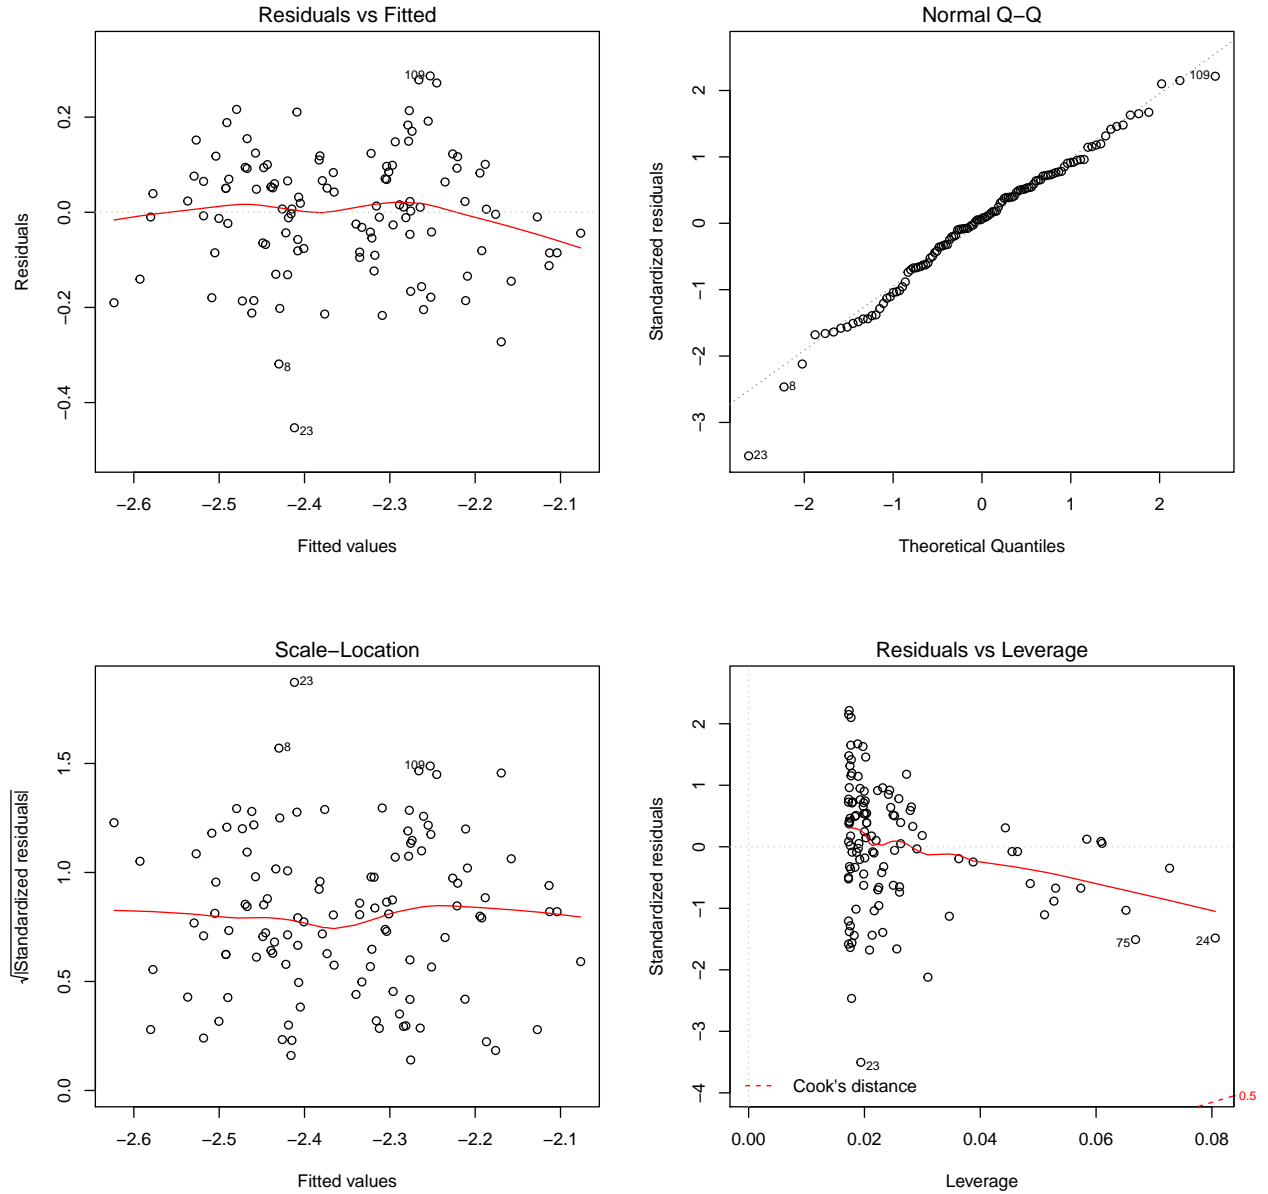 Residuals vs Fitted
109
8
23
0.2
0.0
−0.2
−0.4
Residuals
−2.6 −2.5 −2.4 −2.3 −2.2 −2.1
Fitted values
Normal Q−Q
109
8
23
2
1
0
−1
−2
−3
Standardized residuals
−2 −1 0 1 2
Theoretical Quantiles
Scale−Location
23
8
109
1.5
1.0
0.5
0.0
√|Standardized residuals|
−2.6 −2.5 −2.4 −2.3 −2.2 −2.1
Fitted values
Residuals vs Leverage
75
24
23
Cook's distance
0.5
2
1
0
−1
−2
−3
−4
Standardized residuals
0.00 0.02 0.04 0.06 0.08
Leverage